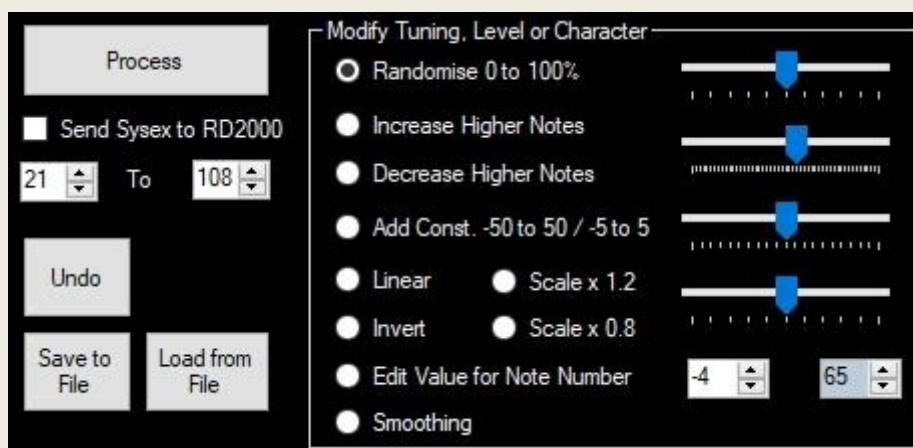 Process
Send Sysex to RD2000
21 To 108
Undo
Save to
File
Load from
File
Modify Tuning, Level or Character
Randomise 0 to 100%
Increase Higher Notes
Decrease Higher Notes
Add Const. -50 to 50 / -5 to 5
Linear Scale x 1.2
Invert Scale x 0.8
Edit Value for Note Number -4 65
Smoothing